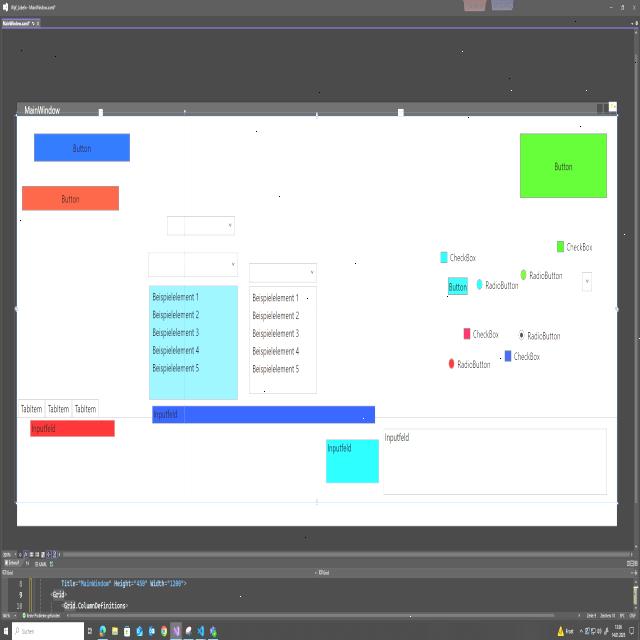 MainWindow.xaml*
MainWindow
Button
Button
Button
CheckBox
CheckBox
RadioButton
Button
RadioButton
Beispielelement 1
Beispielelement 2
Beispielelement 3
Beispielelement 4
Beispielelement 5
Beispielelement 1
Beispielelement 2
Beispielelement 3
Beispielelement 4
Beispielelement 5
CheckBox
RadioButton
CheckBox
RadioButton
TabItem
TabItem
TabItem
Inputfeld
Inputfeld
Inputfeld
Inputfeld
8 Title="MainWindow" Height="450" Width="1200">
9 <Grid>
10 <Grid.ColumnDefinitions>
Suchen